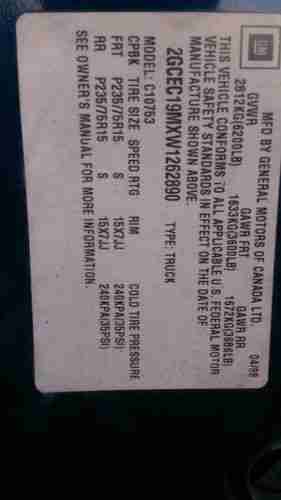 GM
MFD BY GENERAL MOTORS OF CANADA LTD.
04/98
GVWR GAWR FRT GAWR RR
2812KG(6200LB) 1633KG(3600LB) 1672KG(3686LB)
THIS VEHICLE CONFORMS TO ALL APPLICABLE U.S. FEDERAL MOTOR
VEHICLE SAFETY STANDARDS IN EFFECT ON THE DATE OF
MANUFACTURE SHOWN ABOVE.
2GCEC19MXW1262890 TYPE: TRUCK
MODEL: C10753
CPBK TIRE SIZE SPEED RTG RIM COLD TIRE PRESSURE
FRT P235/75R15 S 15X7JJ 240KPA(35PSI)
RR P235/75R15 S 15X7JJ 240KPA(35PSI)
SEE OWNER'S MANUAL FOR MORE INFORMATION.